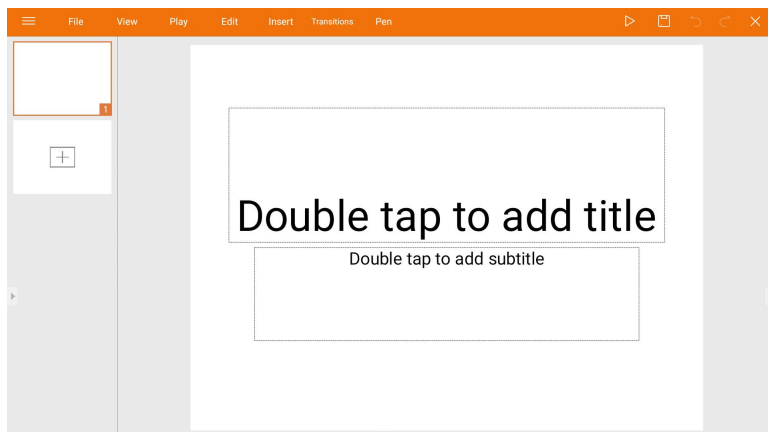 File View Play Edit Insert Transitions Pen
1
Double tap to add title
Double tap to add subtitle